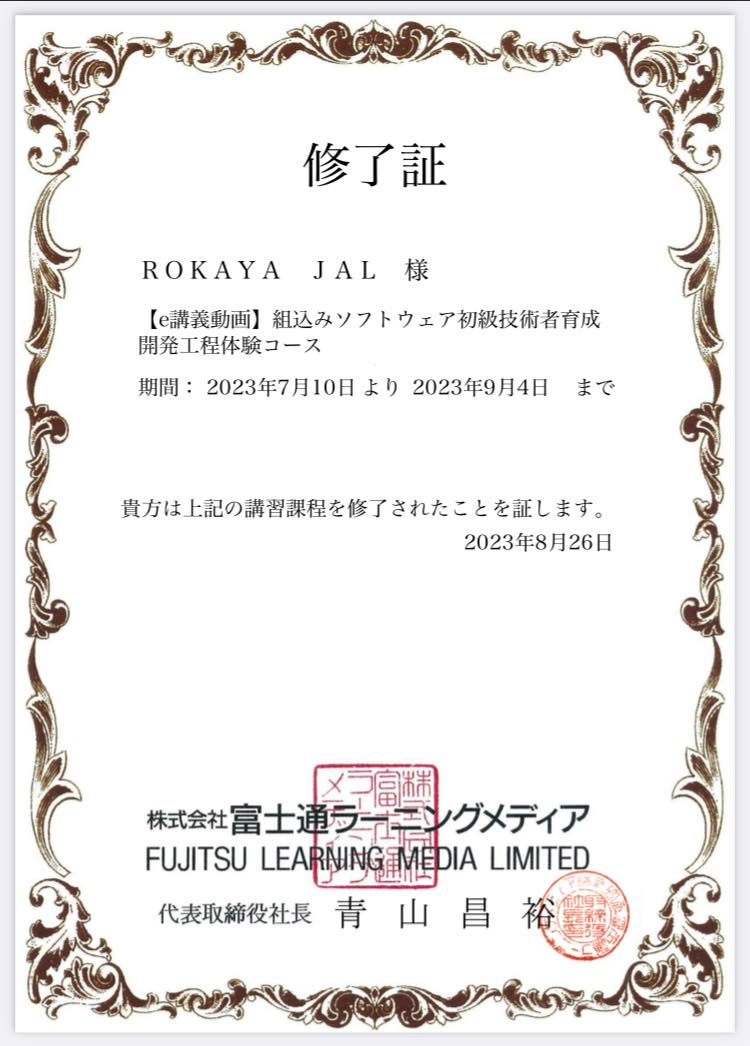 修了証
ROKAYA JAL 様
【e講義動画】組込みソフトウェア初級技術者育成
開発工程体験コース
期間： 2023年7月10日 より 2023年9月4日 まで
貴方は上記の講習課程を修了されたことを証します。
2023年8月26日
株式会社富士通ラーニングメディア
FUJITSU LEARNING MEDIA LIMITED
代表取締役社長 青山昌裕